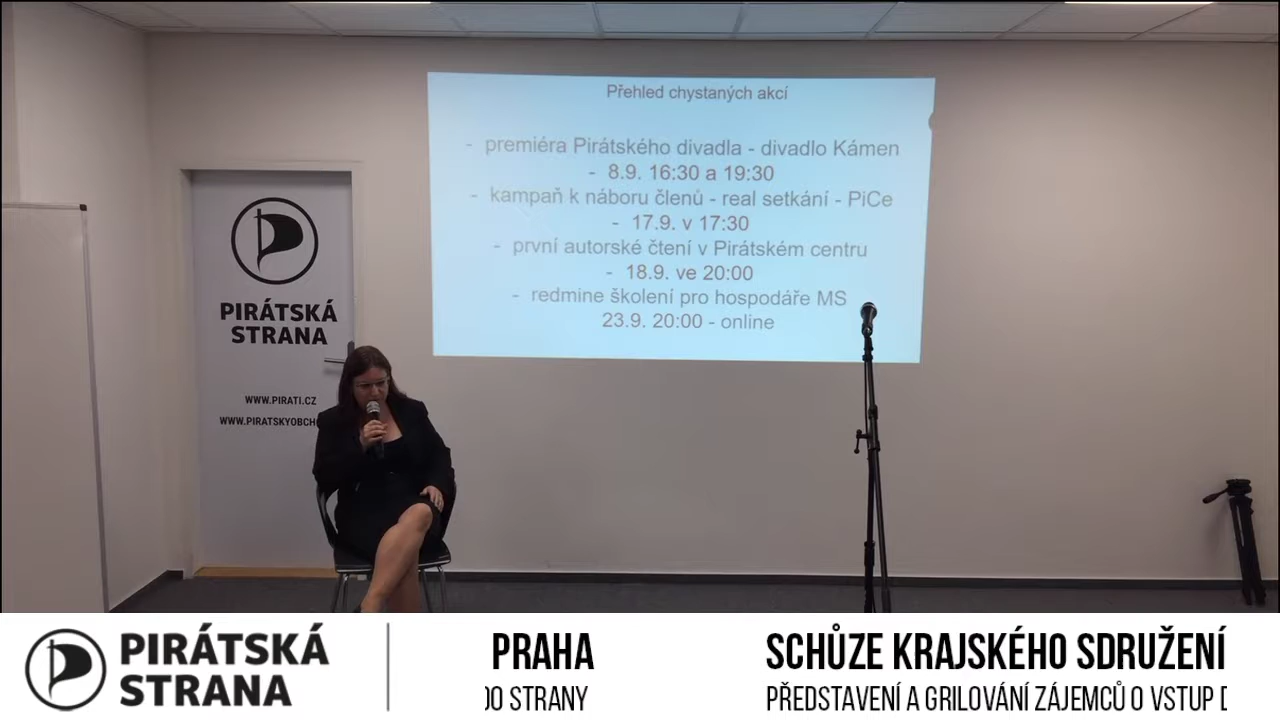 Přehled chystaných akcí
- premiéra Pirátského divadla - divadlo Kámen
- 8.9. 16:30 a 19:30
- kampaň k náboru členů - real setkání - PiCe
- 17.9. v 17:30
- první autorské čtení v Pirátském centru
- 18.9. ve 20:00
- redmine školení pro hospodáře MS
23.9. 20:00 - online
PIRÁTSKÁ
STRANA
WWW.PIRATI.CZ
WWW.PIRATSKYOBCH
PIRÁTSKÁ
STRANA
PRAHA
DO STRANY
SCHŮZE KRAJSKÉHO SDRUŽENÍ
PŘEDSTAVENÍ A GRILOVÁNÍ ZÁJEMCŮ O VSTUP D